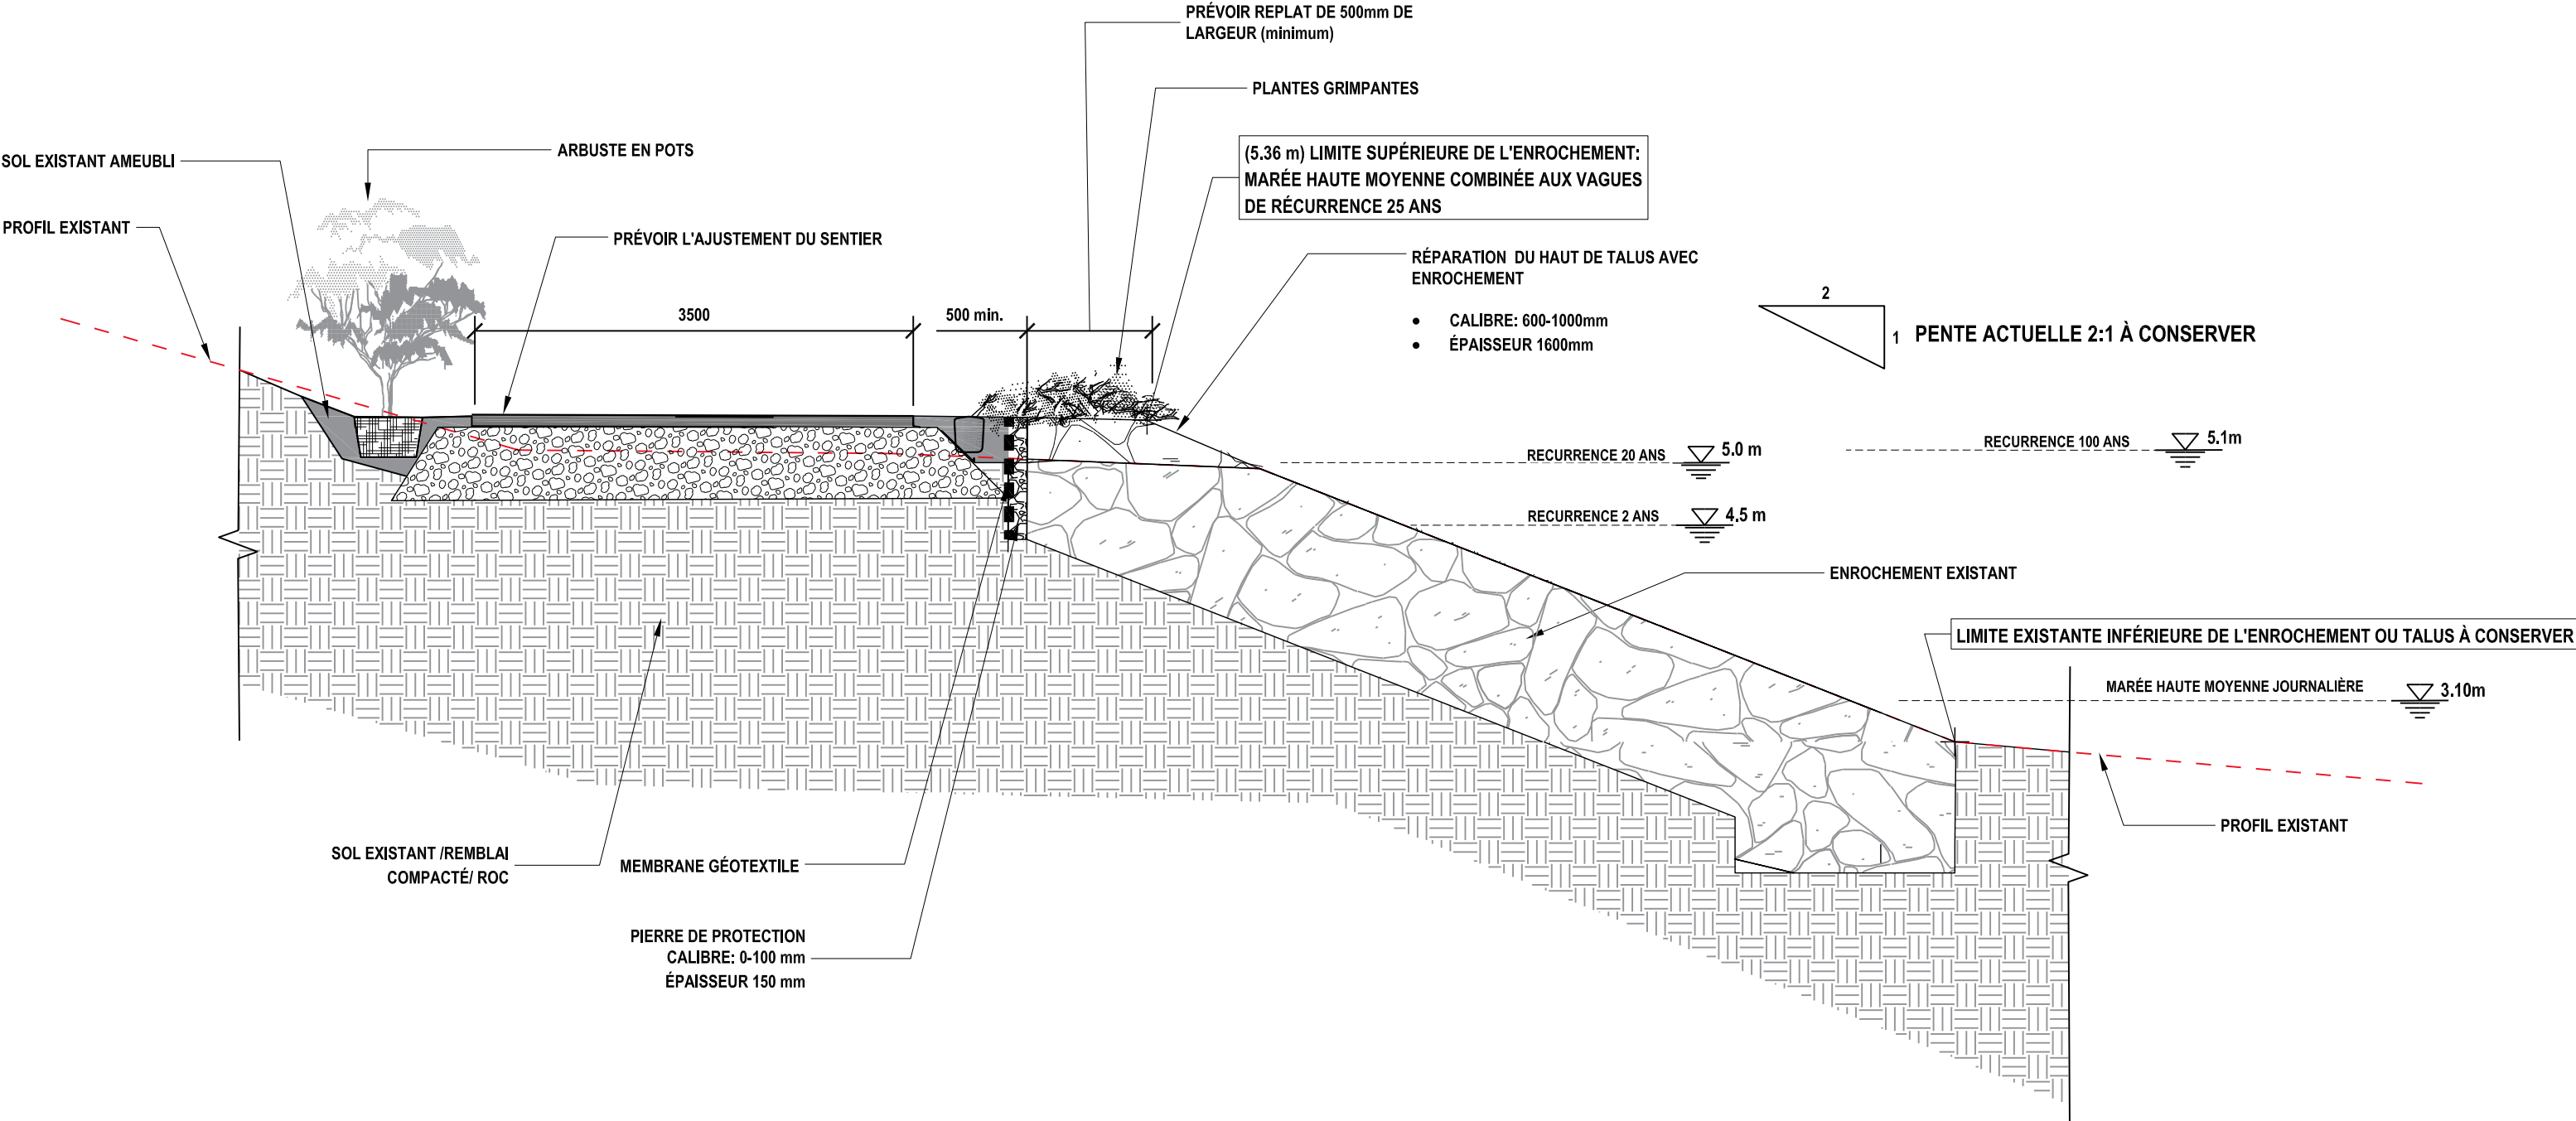 PRÉVOIR REPLAT DE 500mm DE
LARGEUR (minimum)
PLANTES GRIMPANTES
ARBUSTE EN POTS
SOL EXISTANT AMEUBLI
(5.36 m) LIMITE SUPÉRIEURE DE L'ENROCHEMENT:
MARÉE HAUTE MOYENNE COMBINÉE AUX VAGUES
DE RÉCURRENCE 25 ANS
PROFIL EXISTANT
PRÉVOIR L'AJUSTEMENT DU SENTIER
RÉPARATION DU HAUT DE TALUS AVEC
ENROCHEMENT
• CALIBRE: 600-1000mm
• ÉPAISSEUR 1600mm
3500
500 min.
2
1
PENTE ACTUELLE 2:1 À CONSERVER
RECURRENCE 20 ANS
5.0 m
RECURRENCE 100 ANS
5.1m
RECURRENCE 2 ANS
4.5 m
ENROCHEMENT EXISTANT
LIMITE EXISTANTE INFÉRIEURE DE L'ENROCHEMENT OU TALUS À CONSERVER
MARÉE HAUTE MOYENNE JOURNALIÈRE
3.10m
PROFIL EXISTANT
SOL EXISTANT /REMBLAI
COMPACTÉ/ ROC
MEMBRANE GÉOTEXTILE
PIERRE DE PROTECTION
CALIBRE: 0-100 mm
ÉPAISSEUR 150 mm